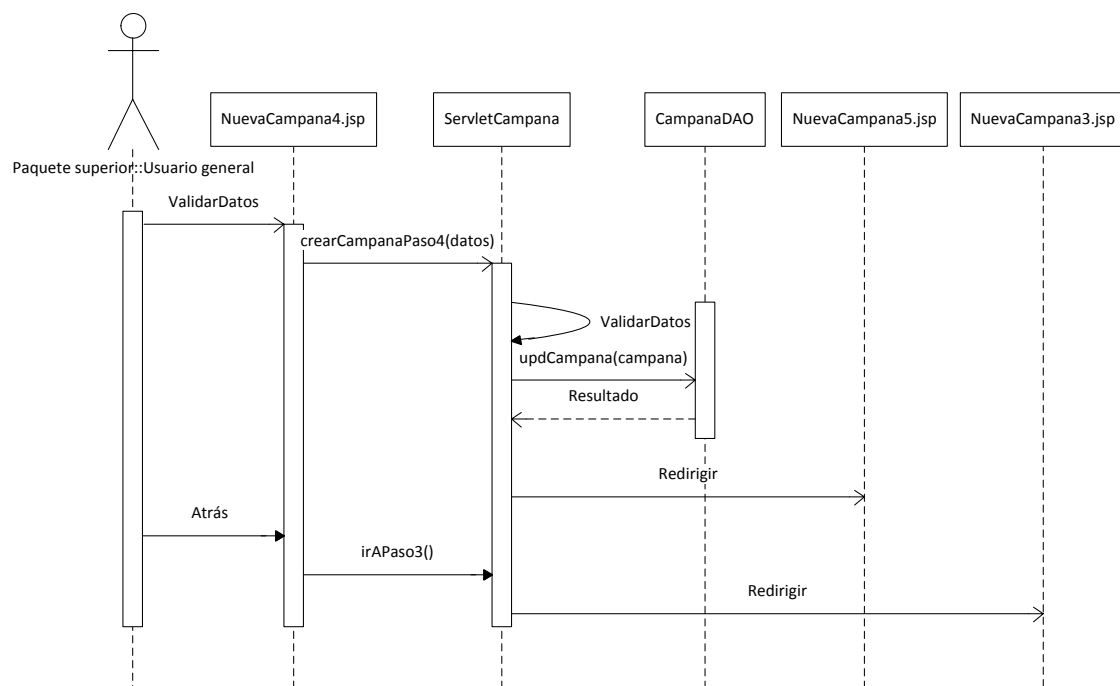 NuevaCampana4.jsp
ServletCampana
CampanaDAO
NuevaCampana5.jsp
NuevaCampana3.jsp
Paquete superior::Usuario general
ValidarDatos
crearCampanaPaso4(datos)
ValidarDatos
updCampana(campana)
Resultado
Redirigir
Atrás
irAPaso3()
Redirigir